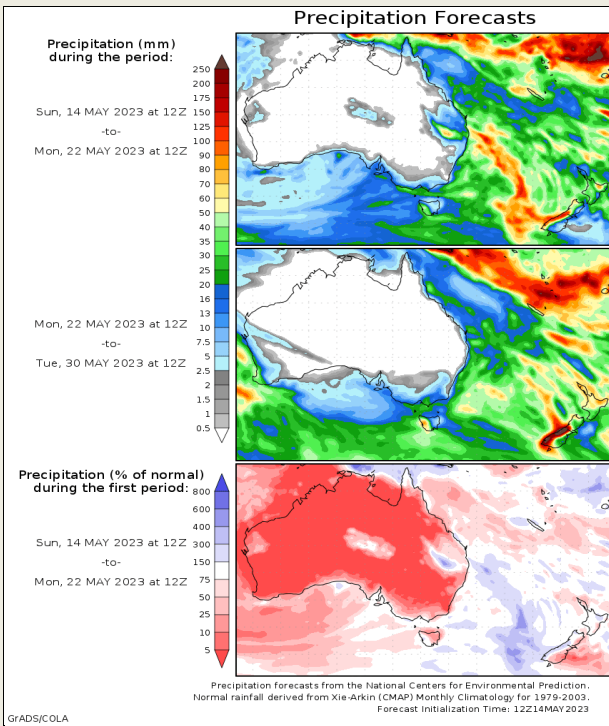 Precipitation Forecasts
Precipitation (mm)
during the period:
Sun, 14 MAY 2023 at 12Z
-to-
Mon, 22 MAY 2023 at 12Z
250
200
175
150
125
100
90
80
70
60
50
40
35
30
25
20
16
13
10
7.5
5
2.5
2
1.5
1
0.5
Mon, 22 MAY 2023 at 12Z
-to-
Tue, 30 MAY 2023 at 12Z
Precipitation (% of normal)
during the first period:
Sun, 14 MAY 2023 at 12Z
-to-
Mon, 22 MAY 2023 at 12Z
800
600
400
300
150
75
50
25
10
5
Precipitation forecasts from the National Centers for Environmental Prediction.
Normal rainfall derived from Xie-Arkin (CMAP) Monthly Climatology for 1979-2003.
Forecast Initialization Time: 12Z14MAY2023
GrADS/COLA